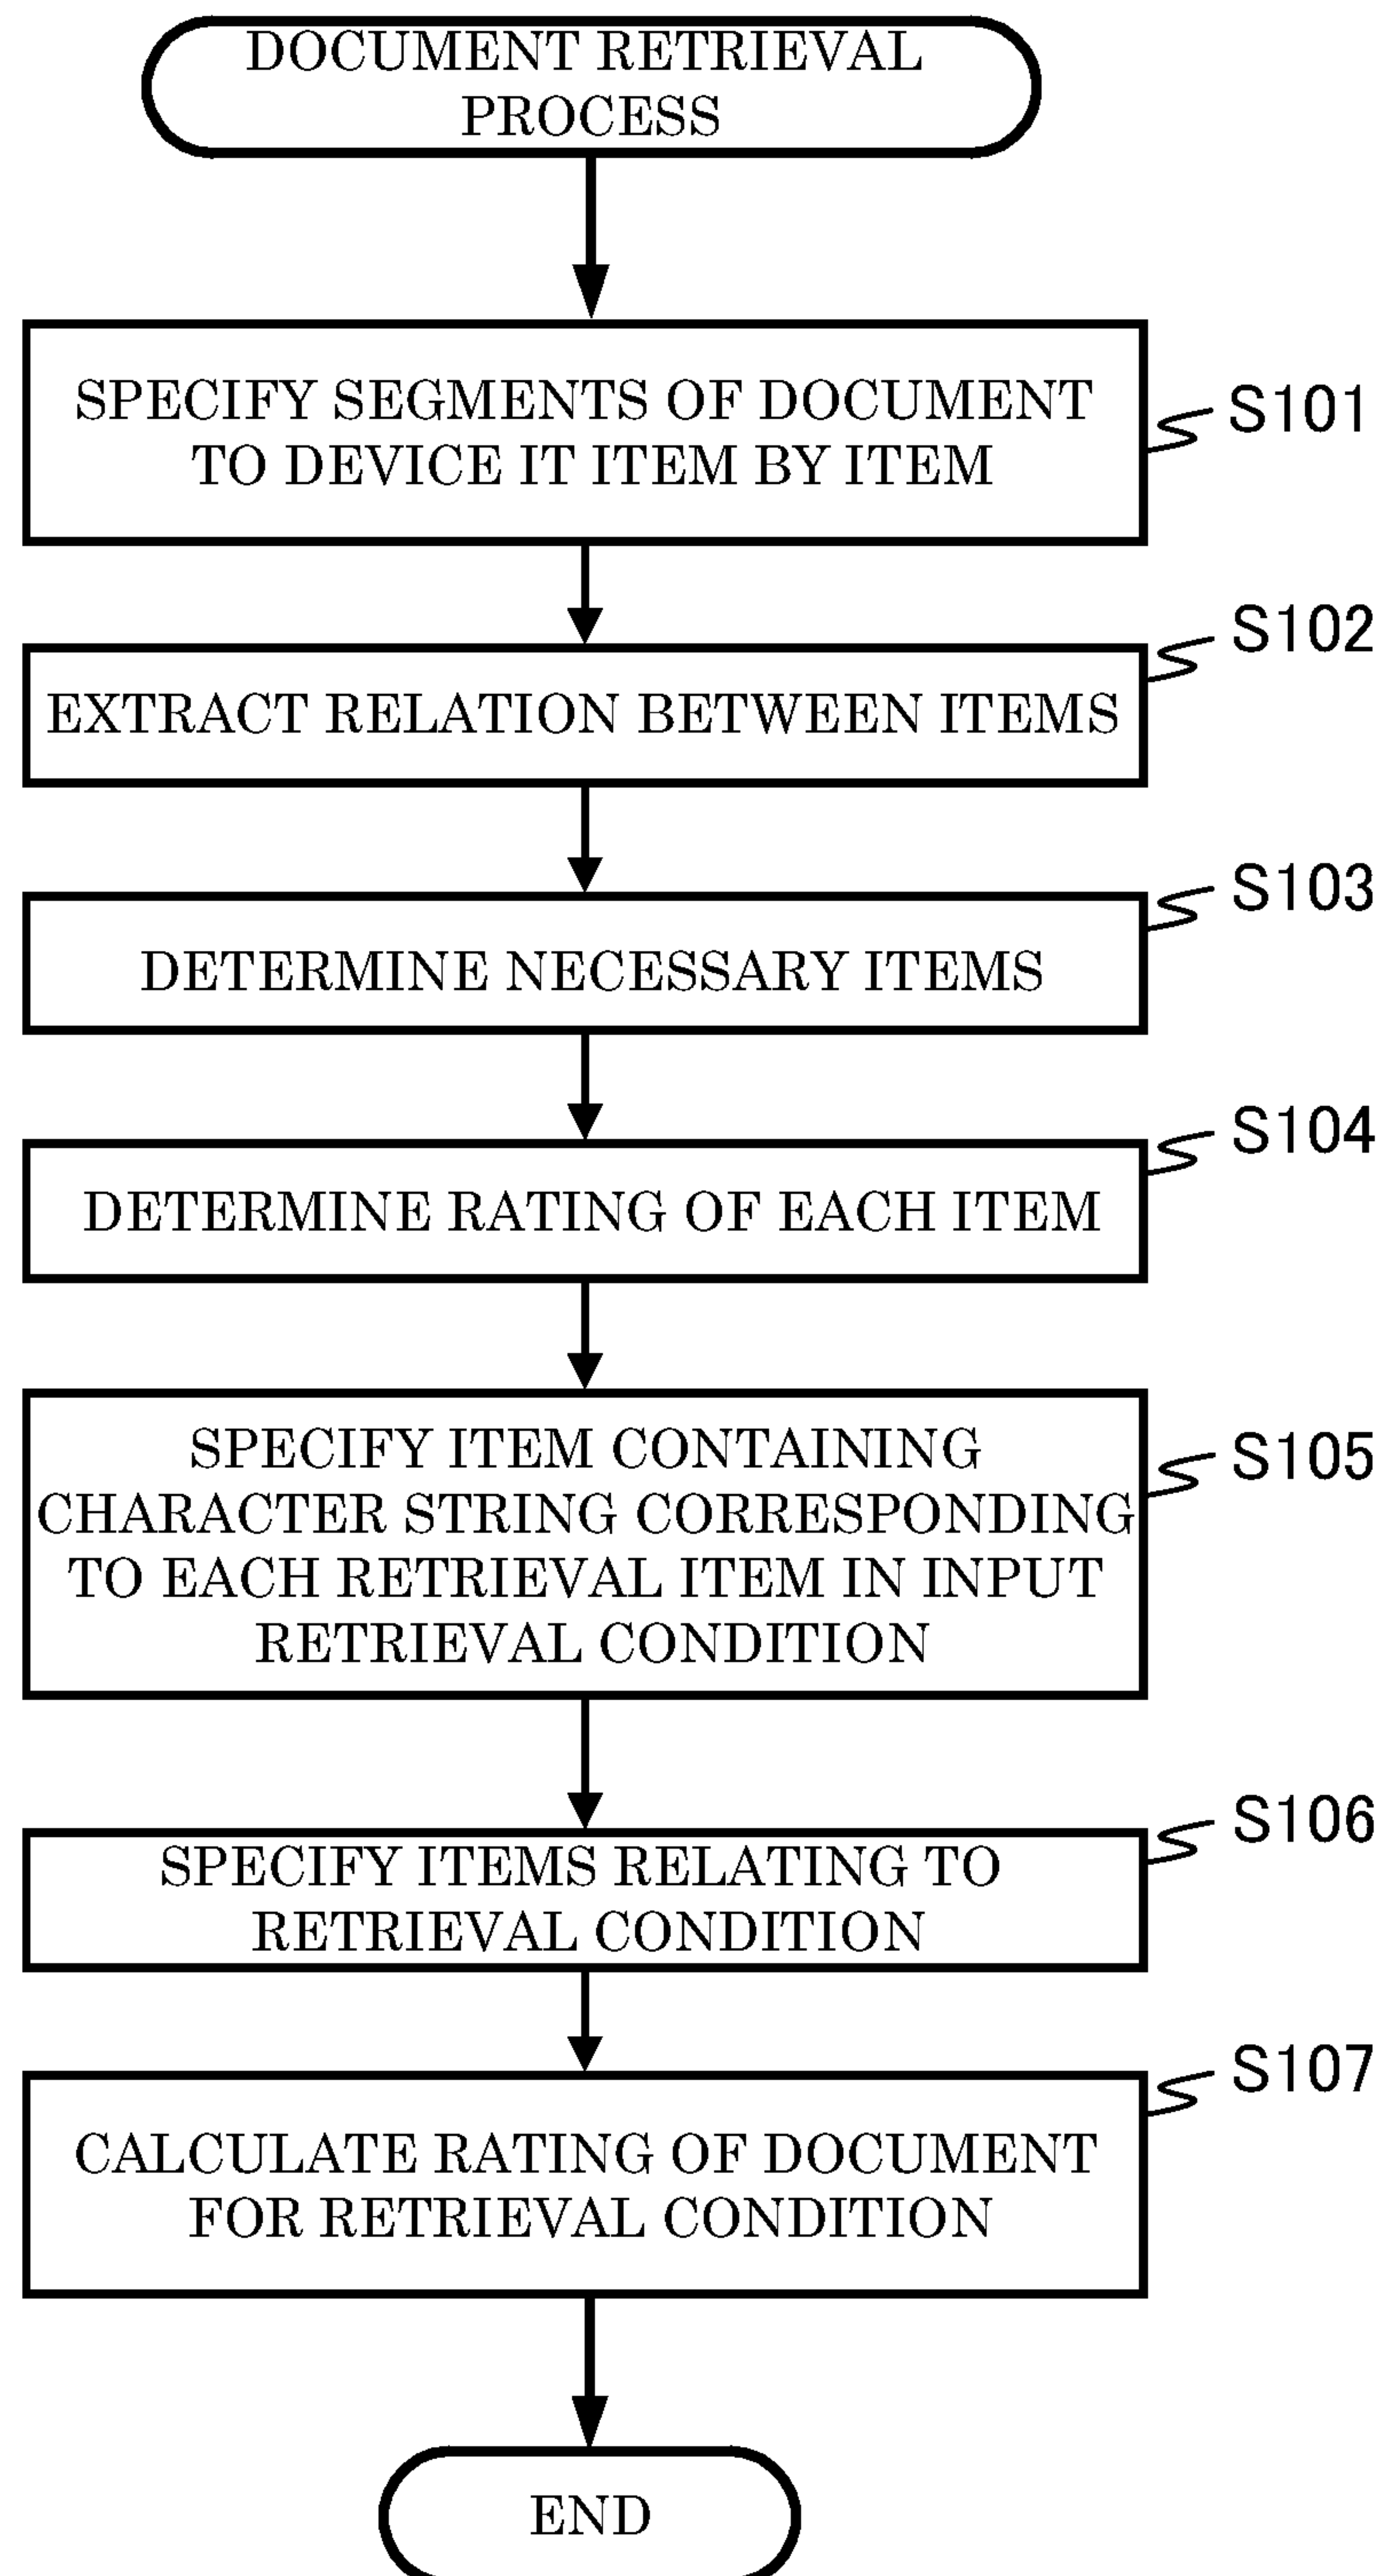 DOCUMENT RETRIEVAL
PROCESS
SPECIFY SEGMENTS OF DOCUMENT
TO DEVICE IT ITEM BY ITEM
S101
EXTRACT RELATION BETWEEN ITEMS
S102
DETERMINE NECESSARY ITEMS
S103
DETERMINE RATING OF EACH ITEM
S104
SPECIFY ITEM CONTAINING
CHARACTER STRING CORRESPONDING
TO EACH RETRIEVAL ITEM IN INPUT
RETRIEVAL CONDITION
S105
SPECIFY ITEMS RELATING TO
RETRIEVAL CONDITION
S106
CALCULATE RATING OF DOCUMENT
FOR RETRIEVAL CONDITION
S107
END